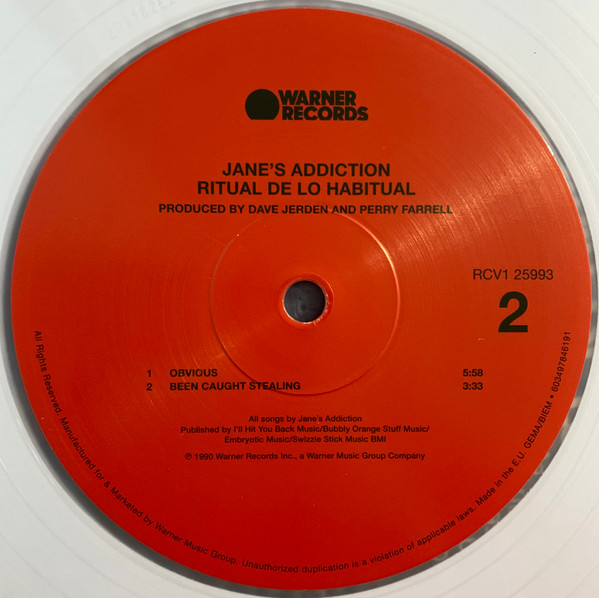 WARNER
RECORDS
JANE'S ADDICTION
RITUAL DE LO HABITUAL
PRODUCED BY DAVE JERDEN AND PERRY FARRELL
RCV1 25993
2
1 OBVIOUS 5:58
2 BEEN CAUGHT STEALING 3:33
All songs by Jane's Addiction
Published by I'll Hit You Back Music/Bubbly Orange Stuff Music/
Embryotic Music/Swizzle Stick Music BMI
℗ 1990 Warner Records Inc., a Warner Music Group Company
All Rights Reserved. Manufactured for & Marketed by Warner Music Group. Unauthorized duplication is a violation of applicable laws. Made in the E.U. GEMA/BIEM • 603497846191